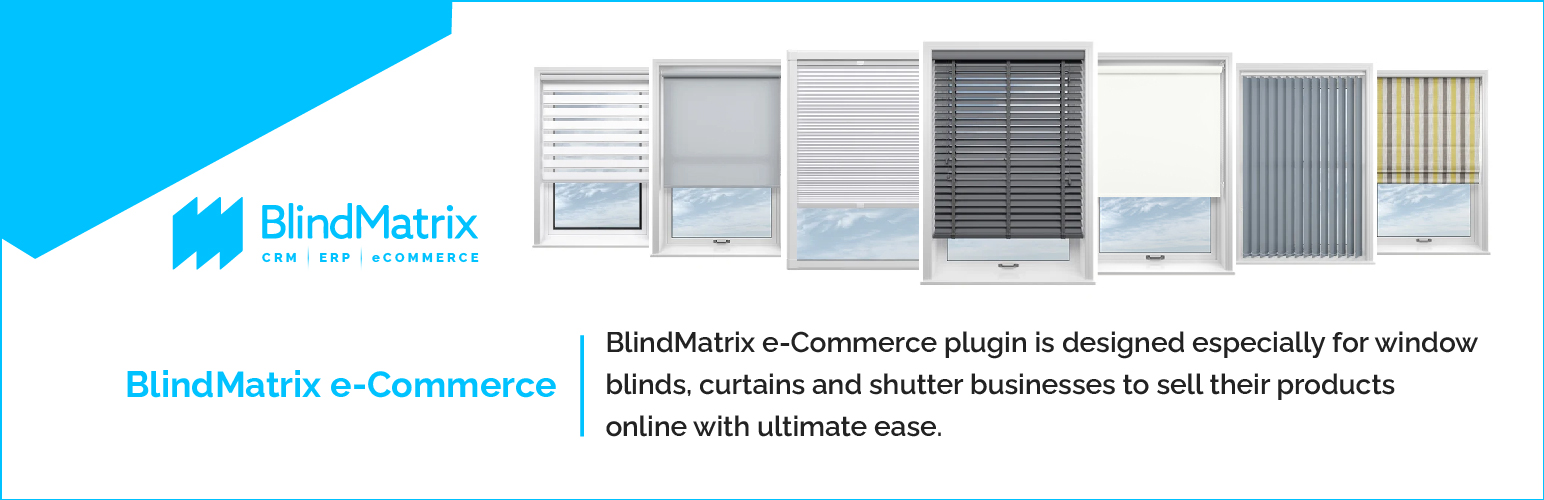 BlindMatrix
CRM | ERP | eCOMMERCE
BlindMatrix e-Commerce
BlindMatrix e-Commerce plugin is designed especially for window
blinds, curtains and shutter businesses to sell their products
online with ultimate ease.